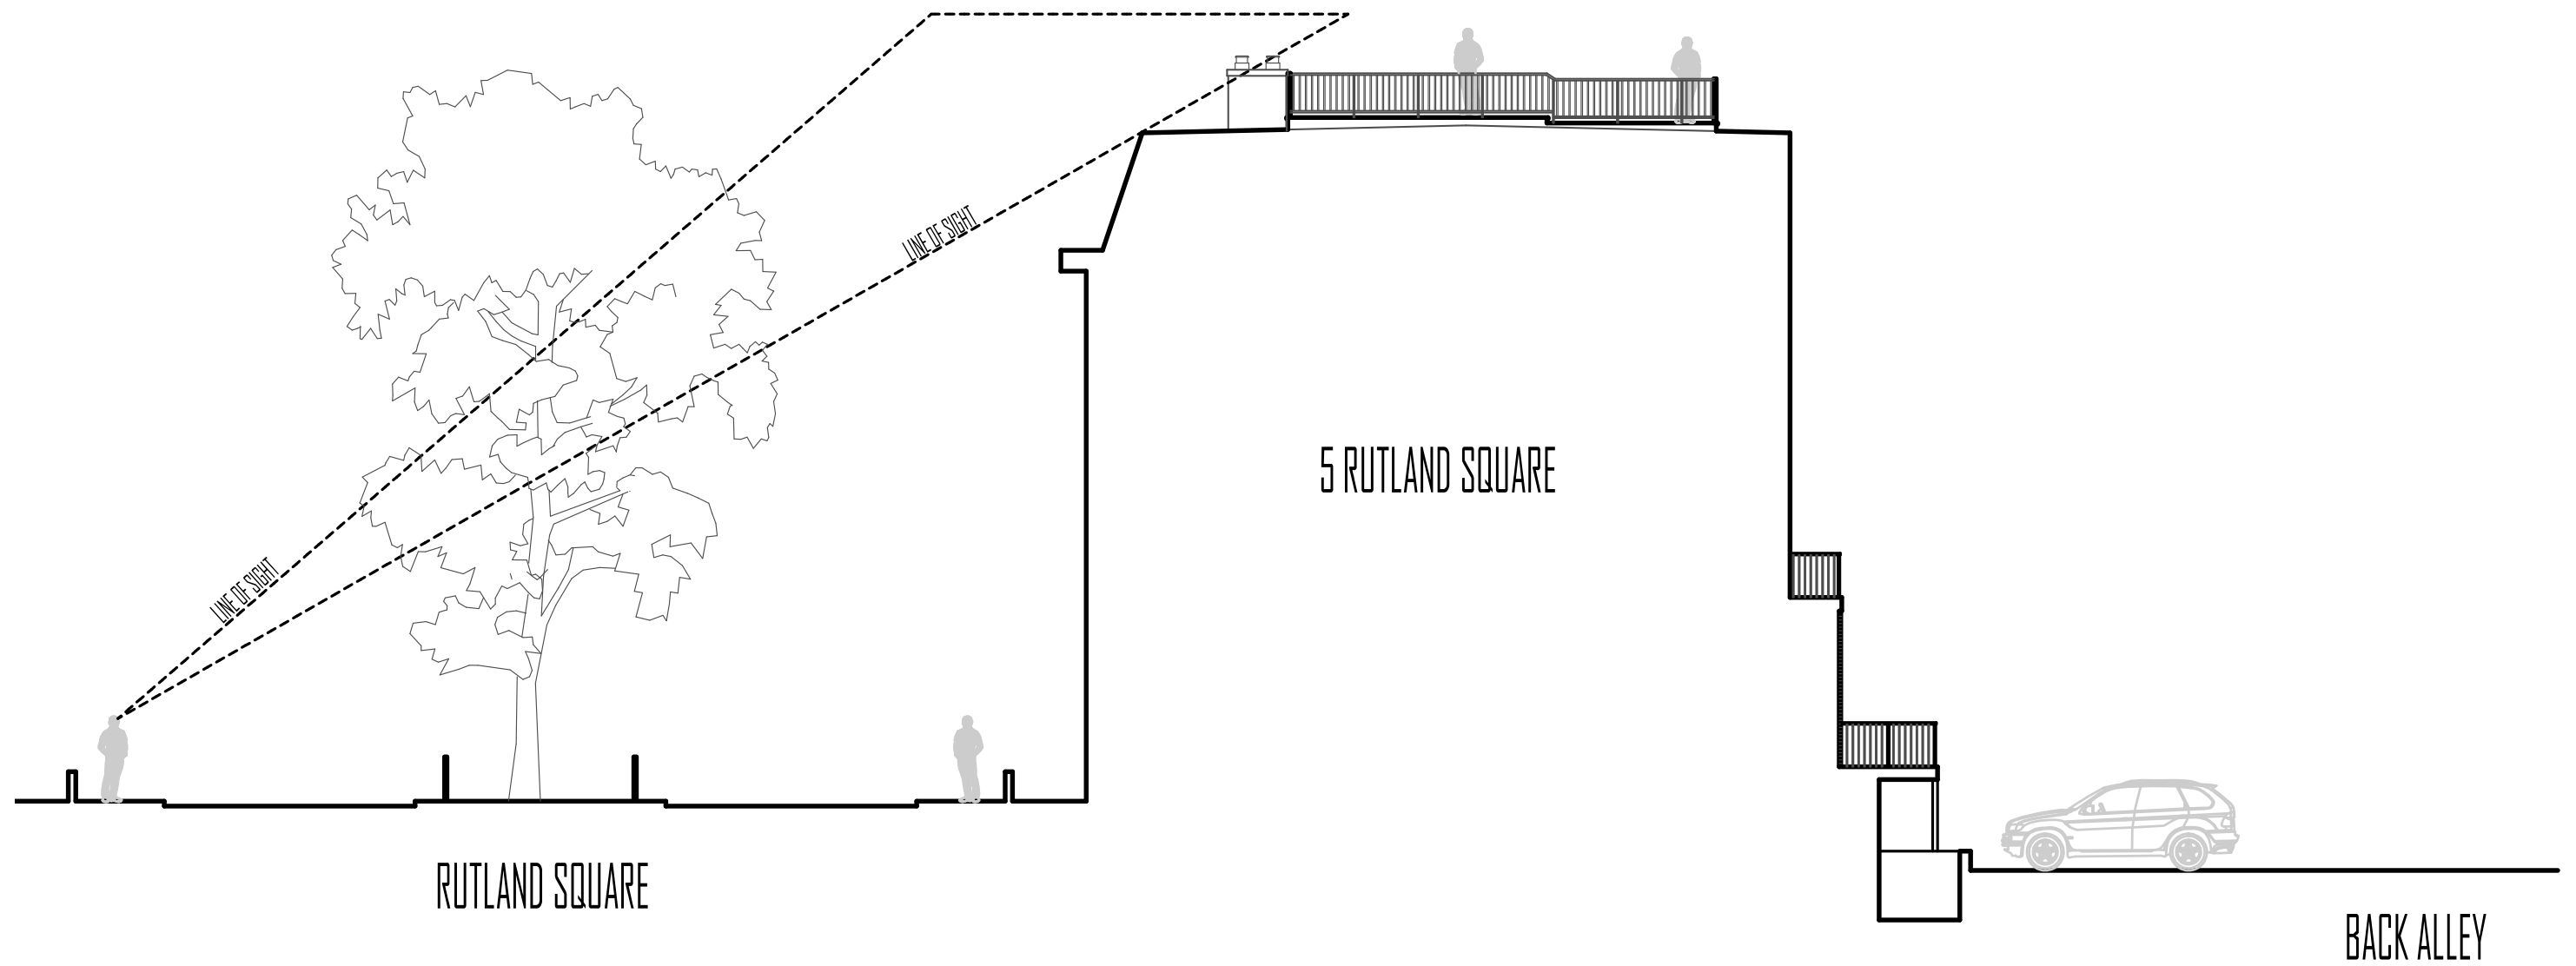 LINE OF SIGHT
5 RUTLAND SQUARE
LINE OF SIGHT
RUTLAND SQUARE
BACK ALLEY